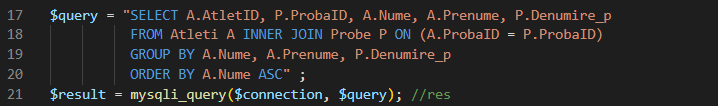 17 $query = "SELECT A.AtletID, P.ProbaID, A.Nume, A.Prenume, P.Denumire_p
18 FROM Atleti A INNER JOIN Probe P ON (A.ProbaID = P.ProbaID)
19 GROUP BY A.Nume, A.Prenume, P.Denumire_p
20 ORDER BY A.Nume ASC" ;
21 $result = mysqli_query($connection, $query); //res